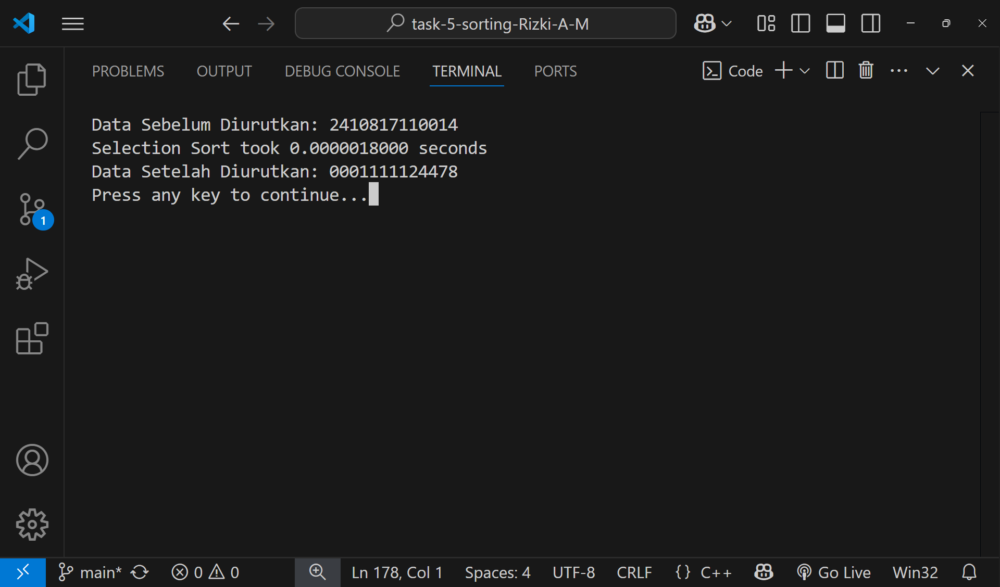 task-5-sorting-Rizki-A-M
PROBLEMS OUTPUT DEBUG CONSOLE TERMINAL PORTS Code
Data Sebelum Diurutkan: 2410817110014
Selection Sort took 0.0000018000 seconds
Data Setelah Diurutkan: 0001111124478
Press any key to continue...
1
main* 0 0 Ln 178, Col 1 Spaces: 4 UTF-8 CRLF {} C++ Go Live Win32